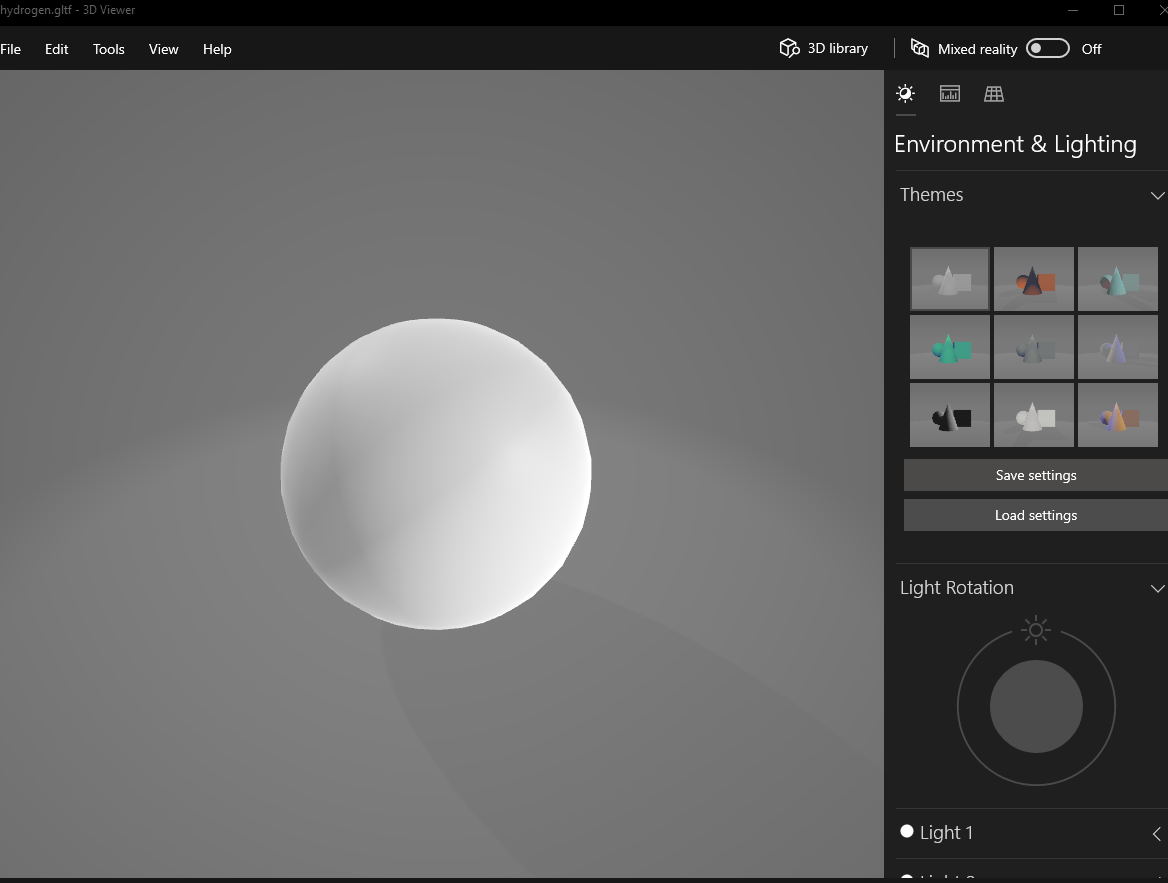 hydrogen.gltf - 3D Viewer
File Edit Tools View Help 3D library Mixed reality Off
Environment & Lighting
Themes
Save settings
Load settings
Light Rotation
Light 1